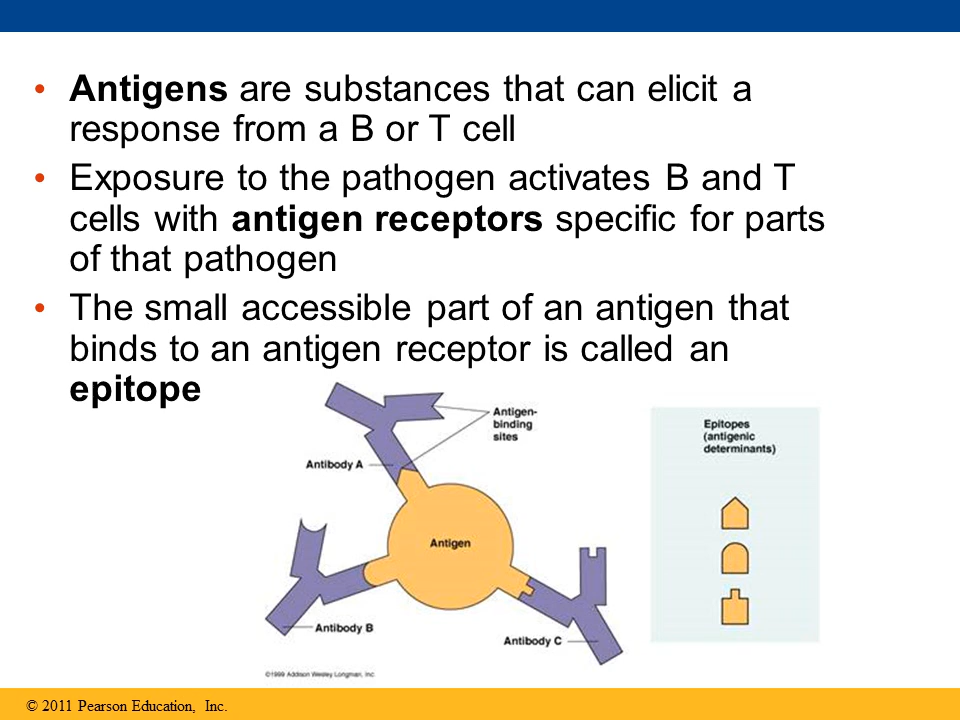 • Antigens are substances that can elicit a
response from a B or T cell
• Exposure to the pathogen activates B and T
cells with antigen receptors specific for parts
of that pathogen
• The small accessible part of an antigen that
binds to an antigen receptor is called an
epitope
Antigen-
binding
sites
Antibody A
Antigen
Antibody B
Antibody C
Epitopes
(antigenic
determinants)
©1999 Addison Wesley Longman, Inc
© 2011 Pearson Education, Inc.